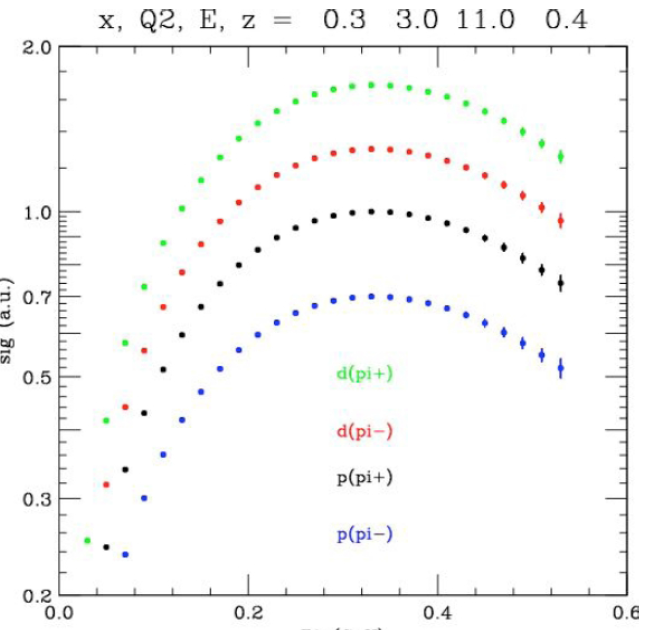 x, Q2, E, z = 0.3 3.0 11.0 0.4
2.0
1.0
0.7
0.5
0.3
0.2
sig (a.u.)
d(pi+)
d(pi-)
p(pi+)
p(pi-)
0.0 0.2 0.4 0.6